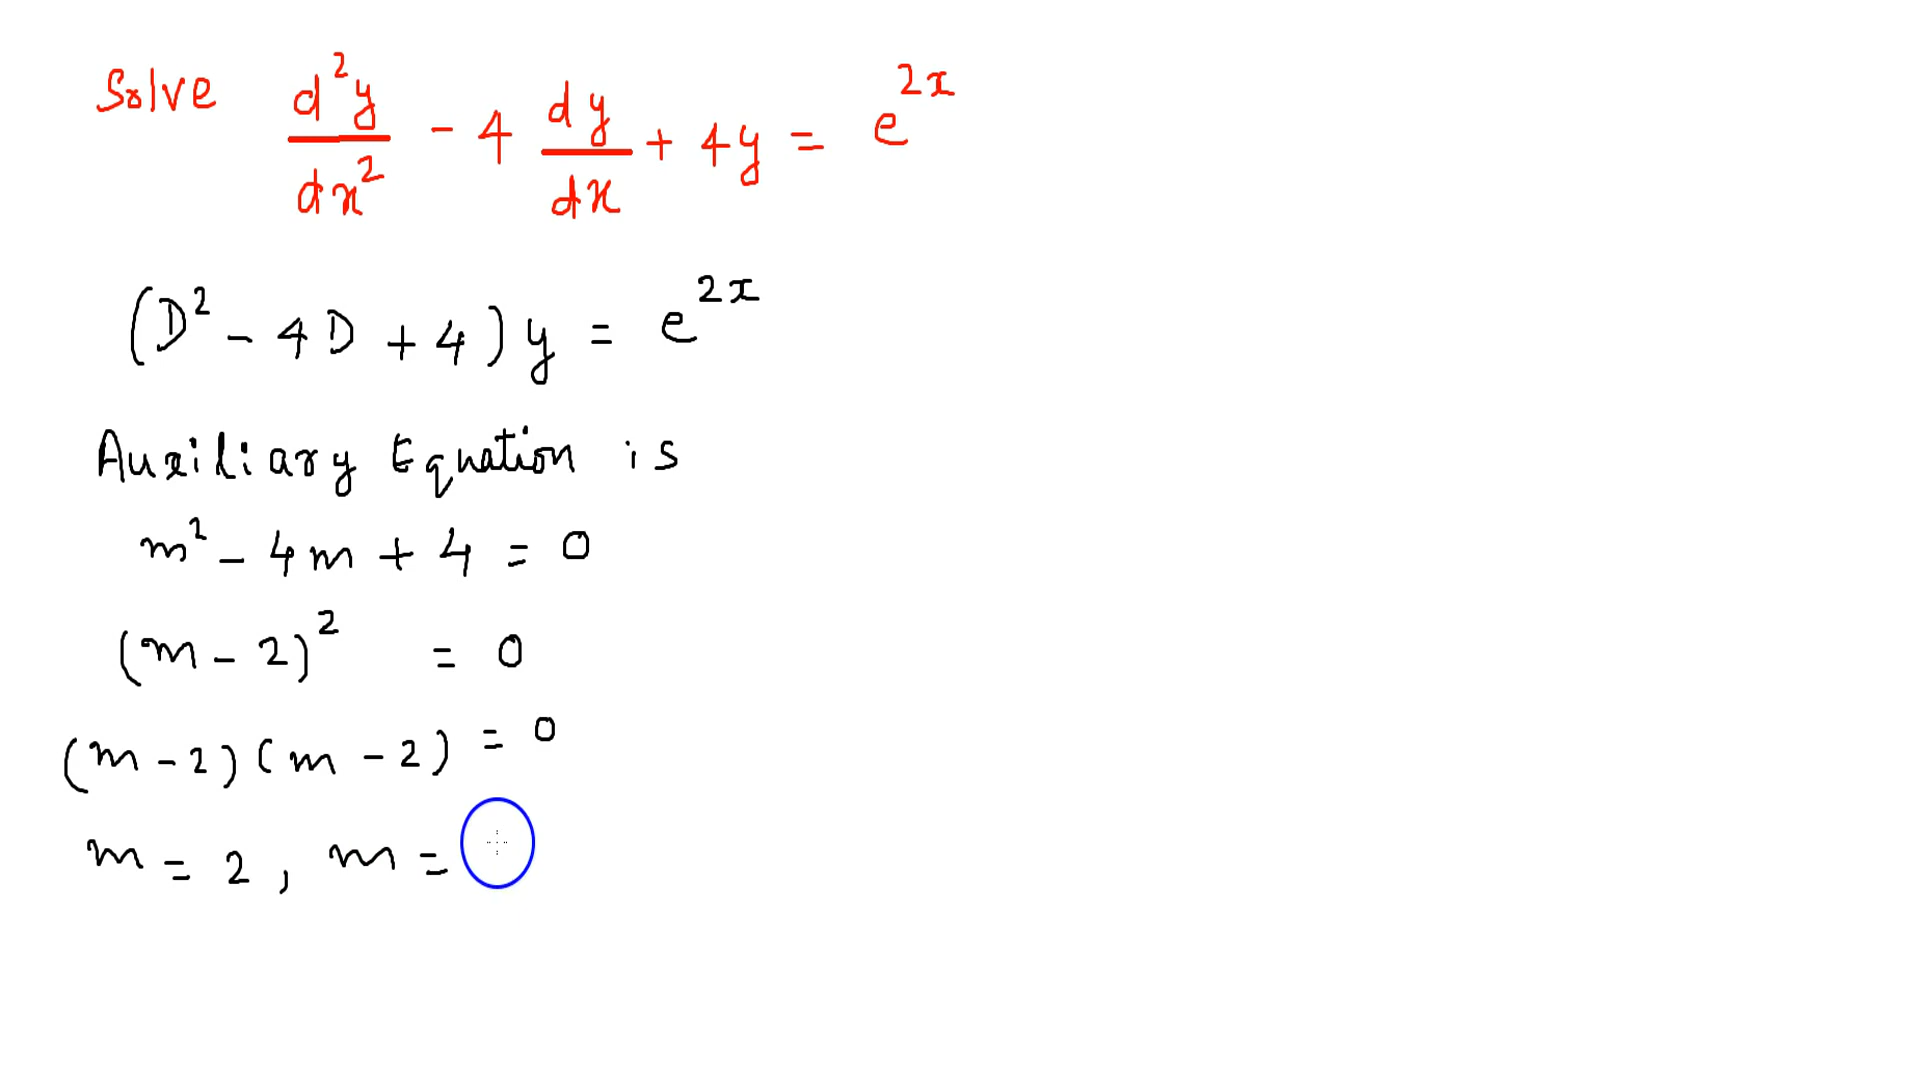 Solve d²y/dx² - 4 dy/dx + 4y = e^{2x}
(D² - 4D + 4)y = e^{2x}
Auxiliary Equation is
m² - 4m + 4 = 0
(m - 2)² = 0
(m - 2)(m - 2) = 0
m = 2, m =